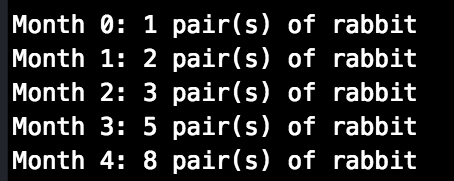 Month 0: 1 pair(s) of rabbit
Month 1: 2 pair(s) of rabbit
Month 2: 3 pair(s) of rabbit
Month 3: 5 pair(s) of rabbit
Month 4: 8 pair(s) of rabbit